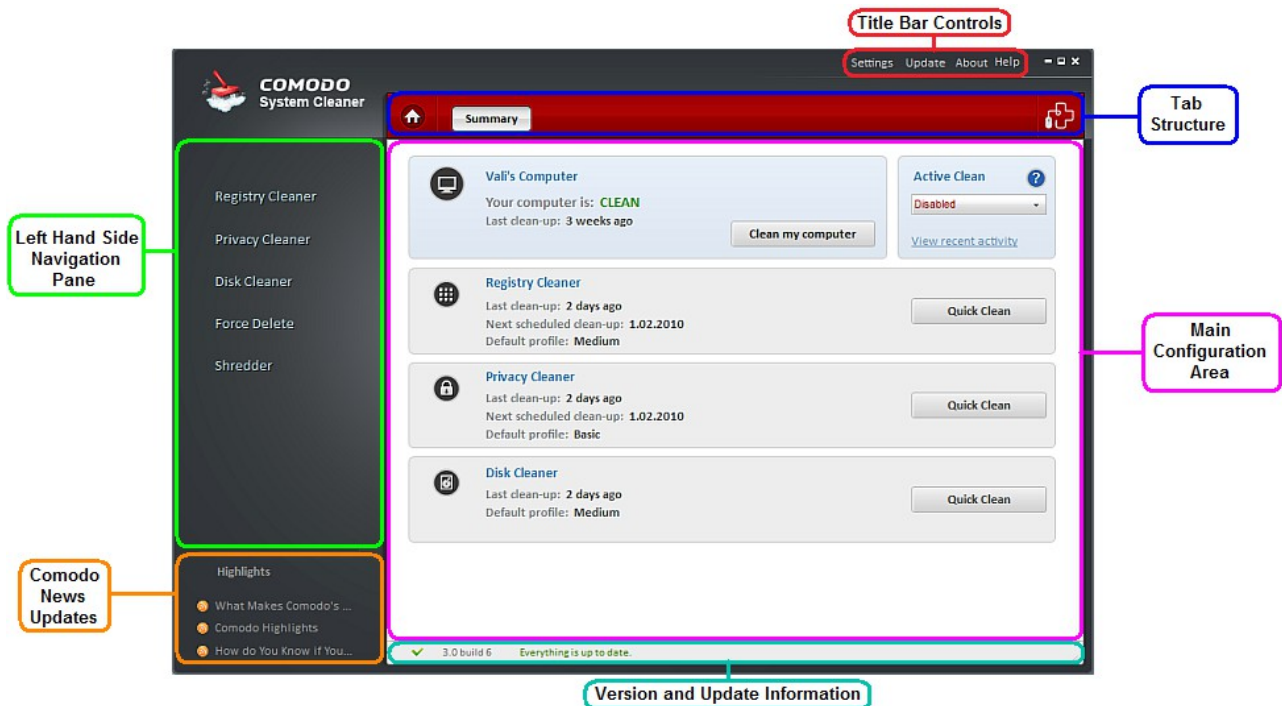 Title Bar Controls
Settings Update About Help
COMODO
System Cleaner
Summary
Tab
Structure
Left Hand Side
Navigation
Pane
Registry Cleaner
Privacy Cleaner
Disk Cleaner
Force Delete
Shredder
Vali's Computer
Your computer is: CLEAN
Last clean-up: 3 weeks ago
Clean my computer
Active Clean
?
Disabled
View recent activity
Registry Cleaner
Last clean-up: 2 days ago
Next scheduled clean-up: 1.02.2010
Default profile: Medium
Quick Clean
Main
Configuration
Area
Privacy Cleaner
Last clean-up: 2 days ago
Next scheduled clean-up: 1.02.2010
Default profile: Basic
Quick Clean
Disk Cleaner
Last clean-up: 2 days ago
Default profile: Medium
Quick Clean
Comodo
News
Updates
Highlights
What Makes Comodo's ...
Comodo Highlights
How do You Know if You...
3.0 build 6 Everything is up to date.
Version and Update Information